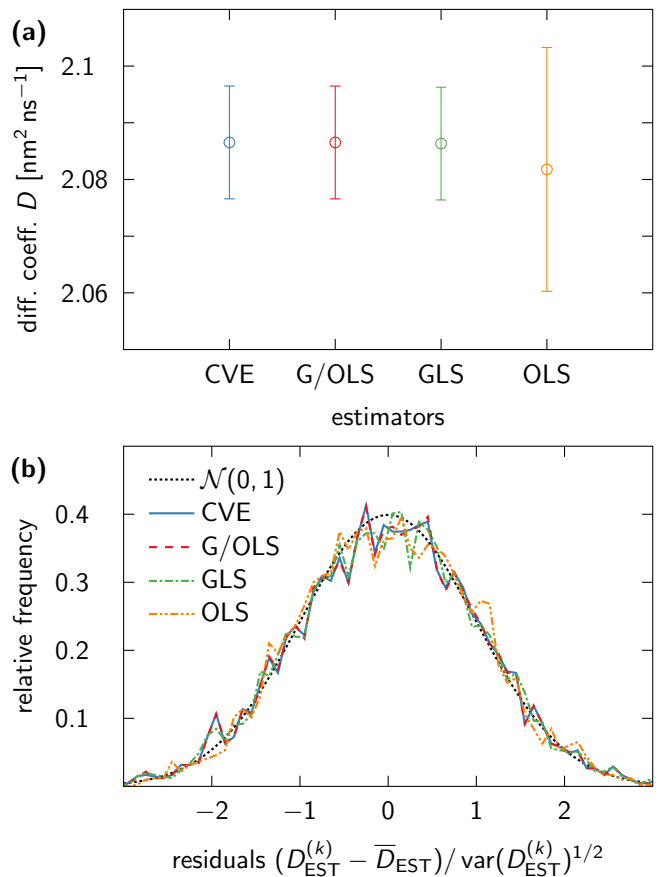 (a)
diff. coeff. D [nm² ns⁻¹]
2.1
2.08
2.06
CVE G/OLS GLS OLS
estimators
(b)
relative frequency
0.4
0.3
0.2
0.1
𝒩(0, 1)
CVE
G/OLS
GLS
OLS
−2 −1 0 1 2
residuals (D_EST^(k) − D̅_EST)/ var(D_EST^(k))^1/2